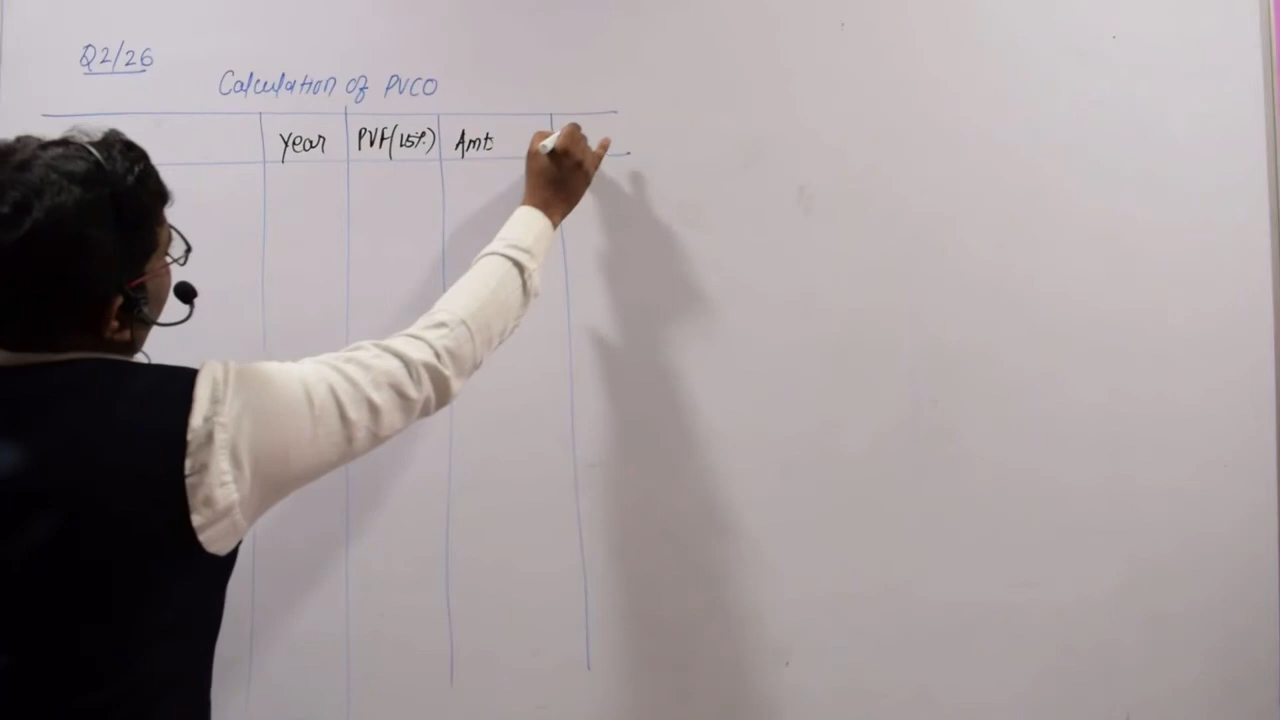 Q2/26
Calculation of PVCO
Year PVF(15%) Amt